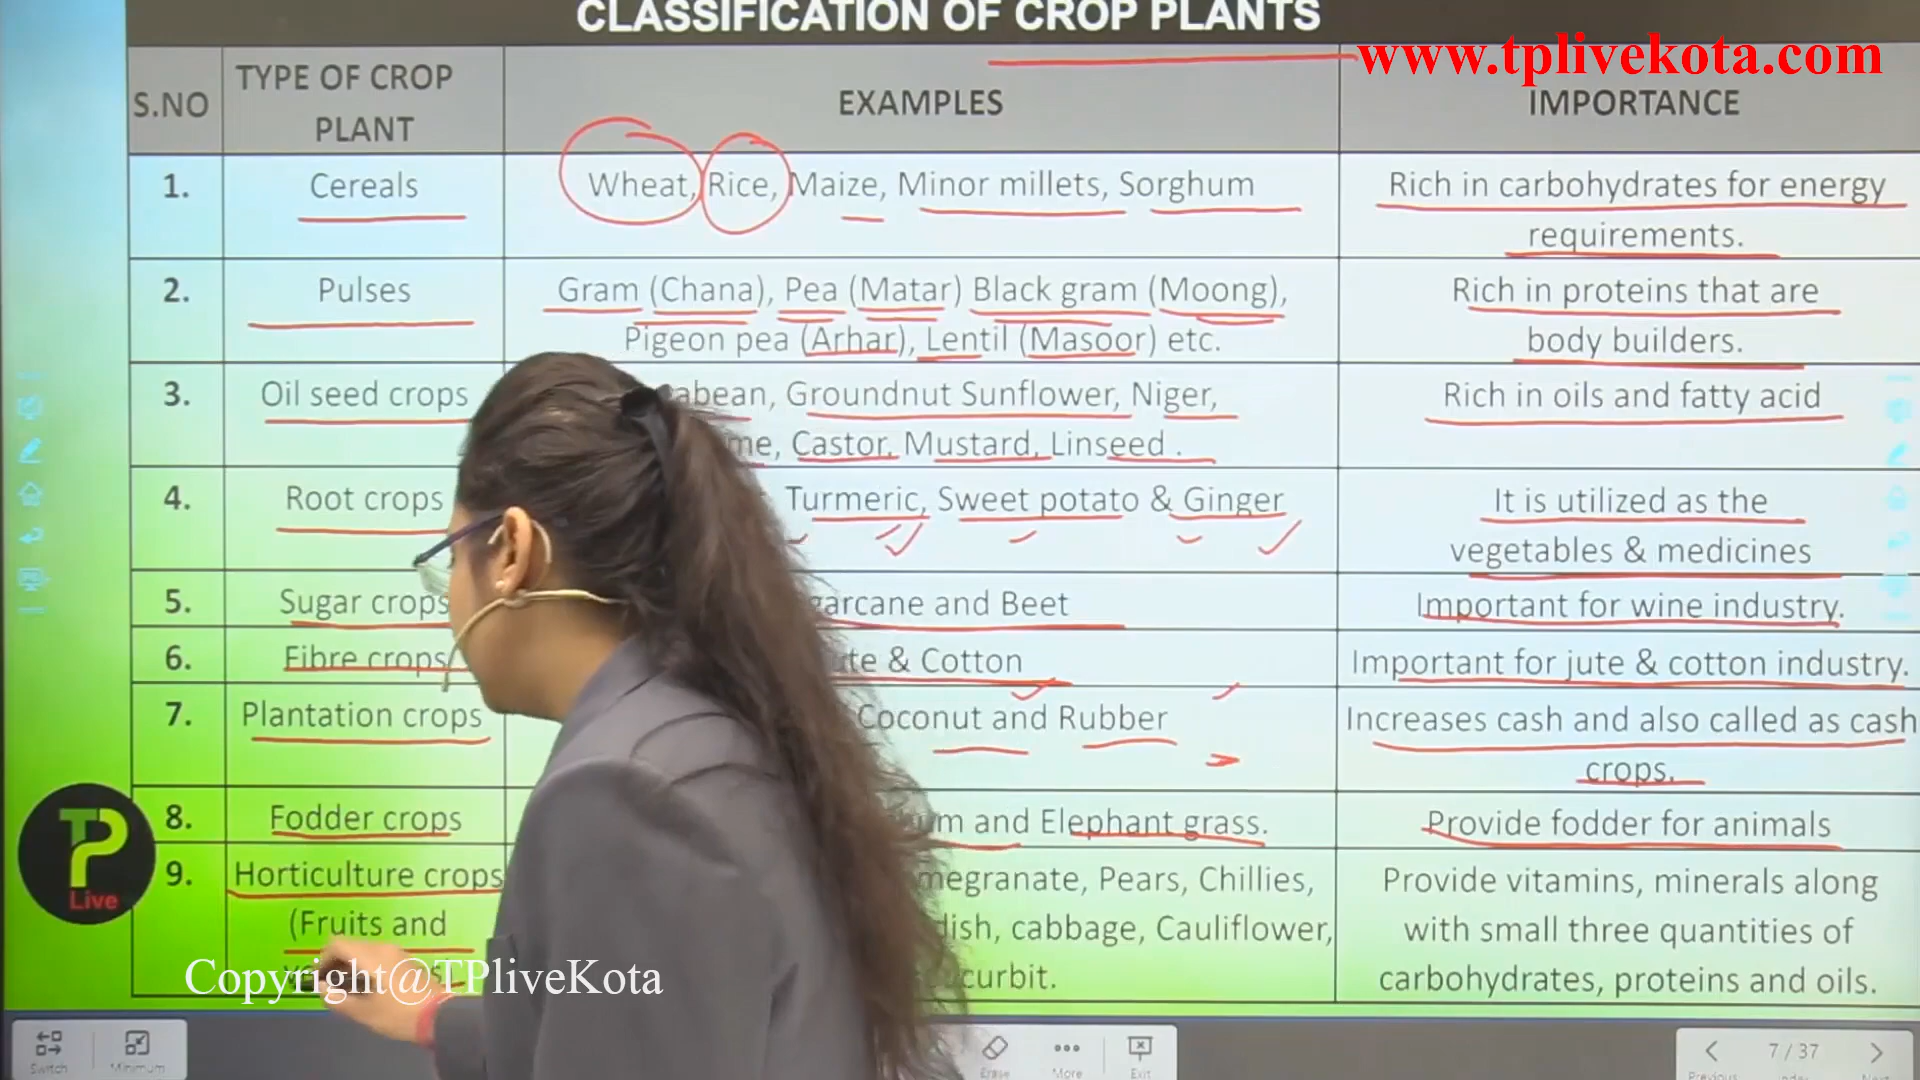 CLASSIFICATION OF CROP PLANTS
www.tplivekota.com
S.NO
TYPE OF CROP
PLANT
EXAMPLES
IMPORTANCE
1.
Cereals
Wheat, Rice, Maize, Minor millets, Sorghum
Rich in carbohydrates for energy
requirements.
2.
Pulses
Gram (Chana), Pea (Matar) Black gram (Moong),
Pigeon pea (Arhar), Lentil (Masoor) etc.
Rich in proteins that are
body builders.
3.
Oil seed crops
Groundnut Sunflower, Niger,
Castor, Mustard, Linseed .
Rich in oils and fatty acid
4.
Root crops
Turmeric, Sweet potato & Ginger
It is utilized as the
vegetables & medicines
5.
Sugar crops
and Beet
Important for wine industry.
6.
Fibre crops
& Cotton
Important for jute & cotton industry.
7.
Plantation crops
Coconut and Rubber
Increases cash and also called as cash
crops.
8.
Fodder crops
and Elephant grass.
Provide fodder for animals
9.
Horticulture crops
(Fruits and
Pears, Chillies,
cabbage, Cauliflower,
Provide vitamins, minerals along
with small three quantities of
carbohydrates, proteins and oils.
TP
Live
Copyright@TPliveKota
Switch
Minimum
Erase
More
Exit
7 / 37
Previous